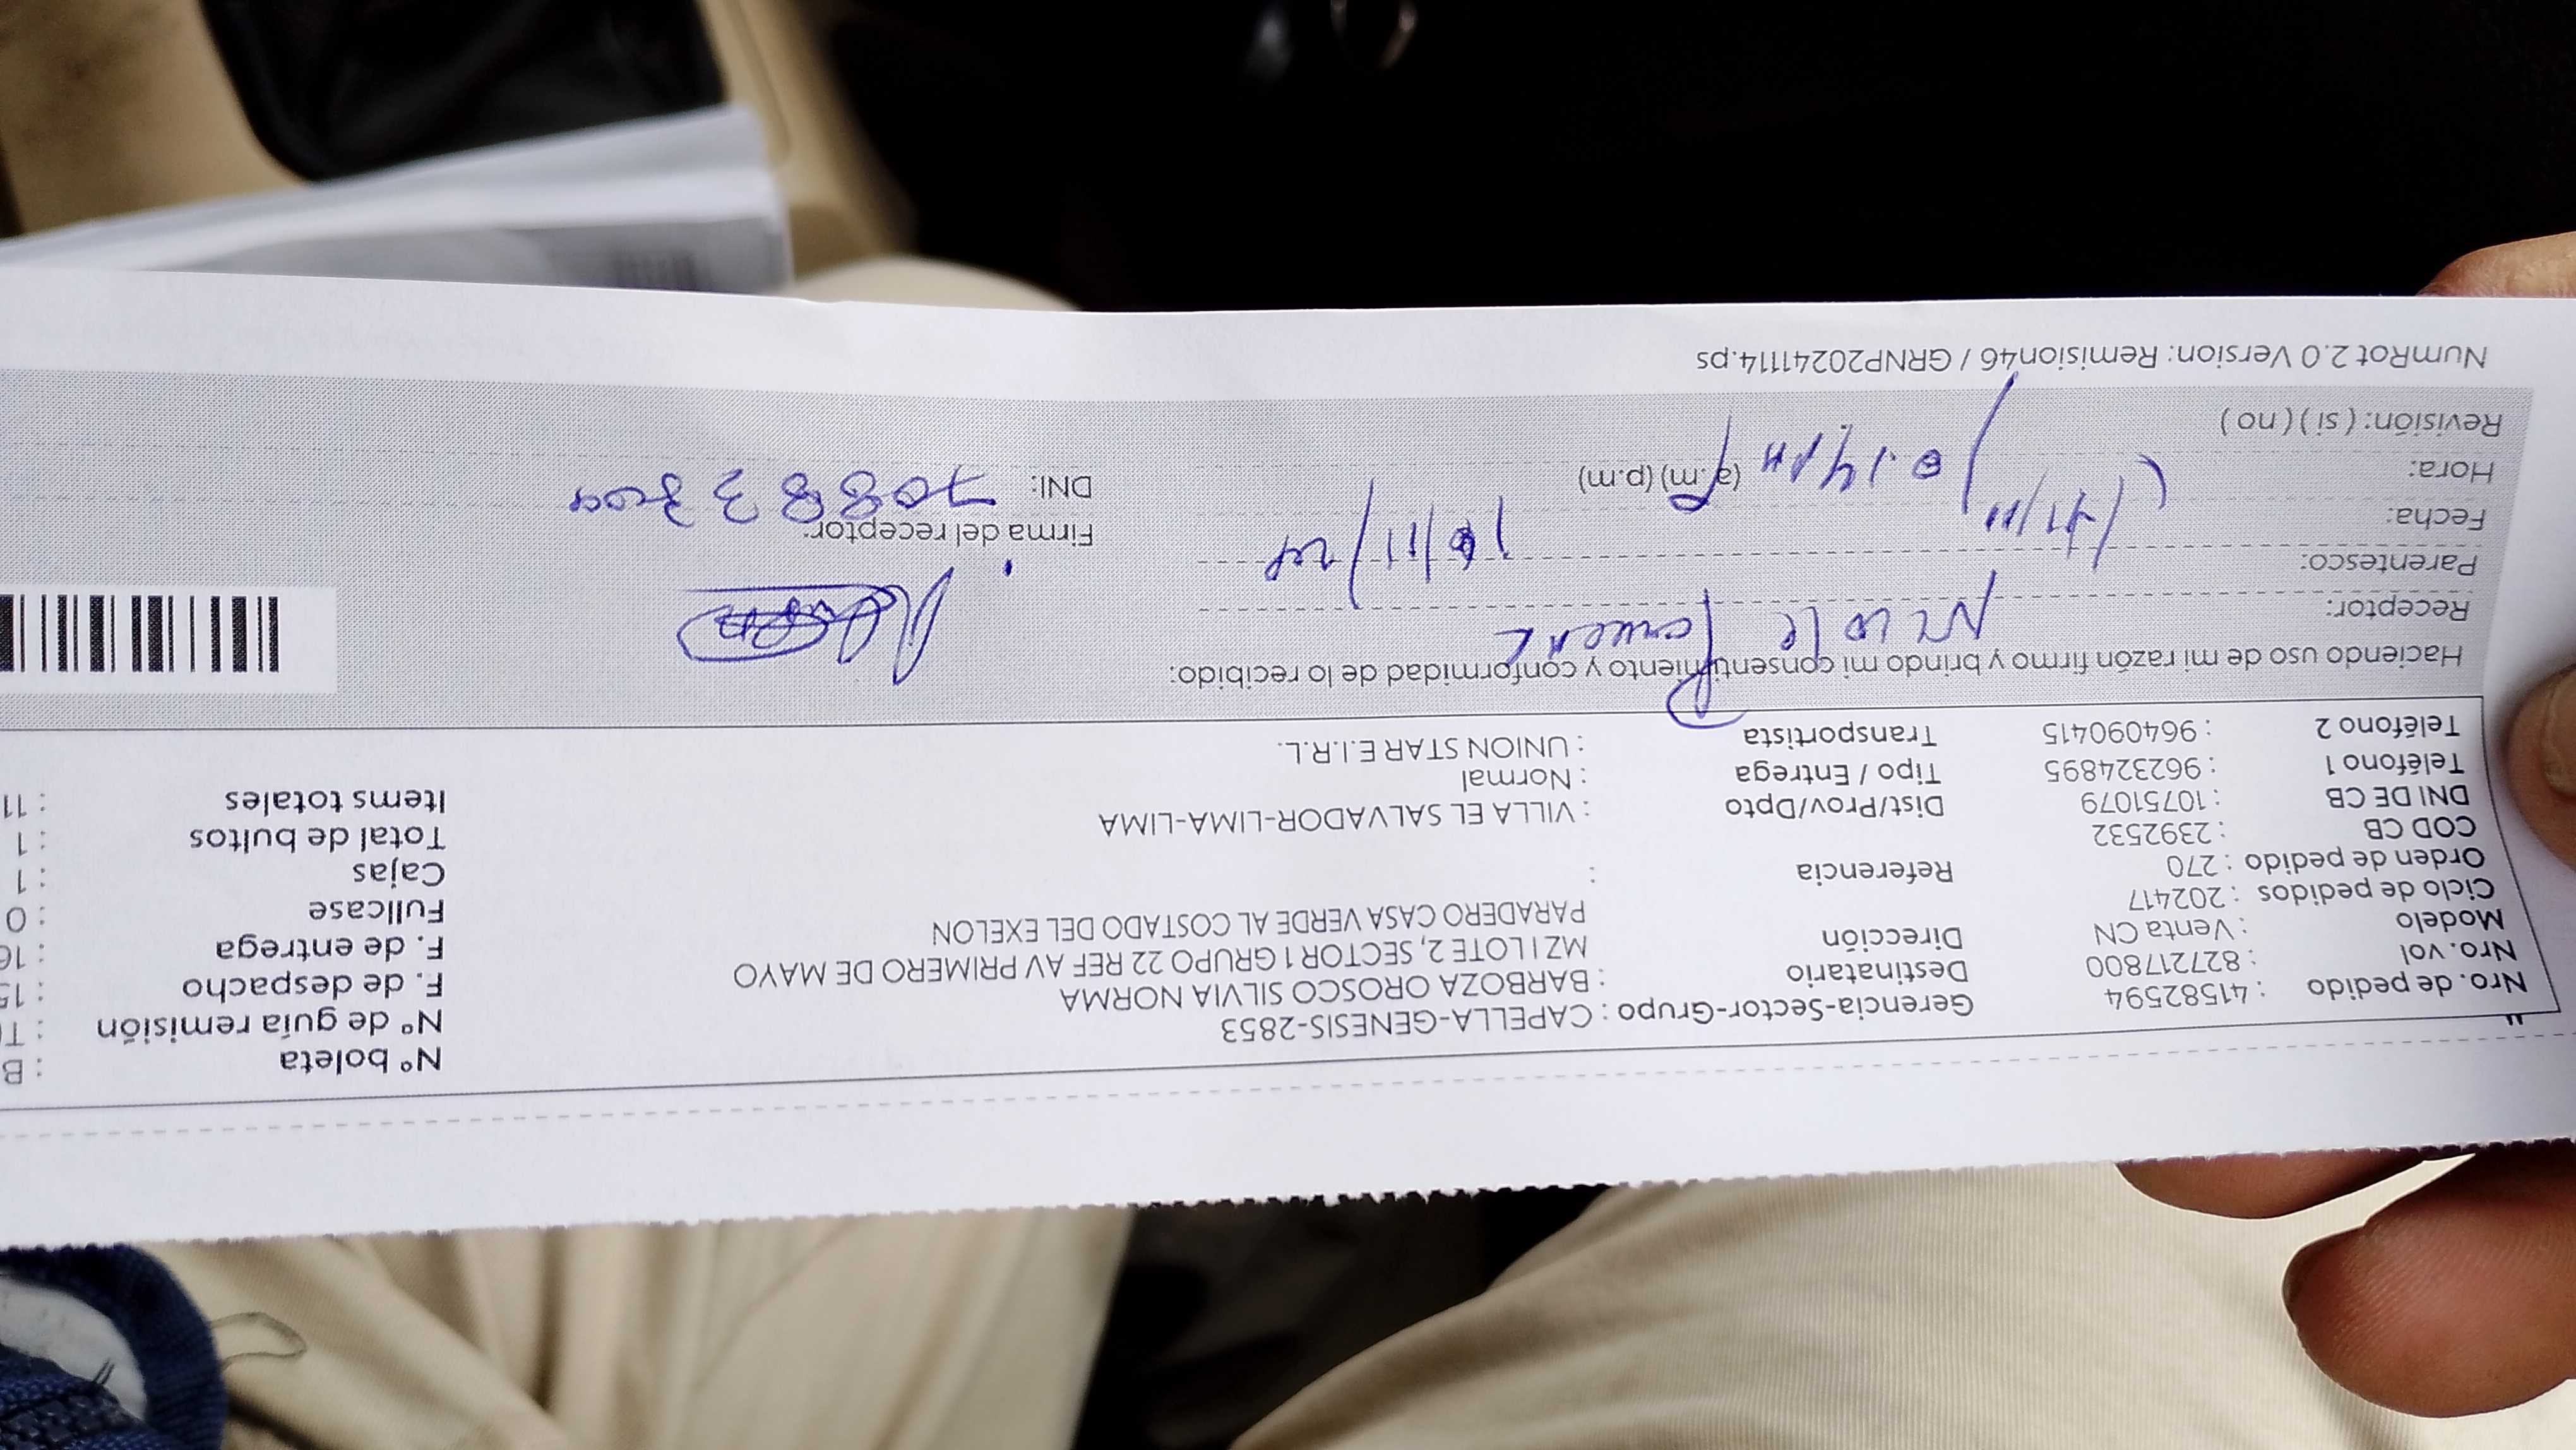 Nº boleta : B
Nº de guía remisión : T
F. de despacho : 15
F. de entrega : 16
Fullcase : 0
Cajas : 1
Total de bultos : 1
Items totales : 11
Nro. de pedido : 41582594
Nro. vol : 827217800
Modelo : Venta CN
Ciclo de pedidos : 202417
Orden de pedido : 270
COD CB : 2392532
DNI DE CB : 10751079
Teléfono 1 : 962324895
Teléfono 2 : 964090415
Gerencia-Sector-Grupo : CAPELLA-GENESIS-2853
Destinatario : BARBOZA OROSCO SILVIA NORMA
Dirección MZ I LOTE 2, SECTOR 1 GRUPO 22 REF AV PRIMERO DE MAYO
PARADERO CASA VERDE AL COSTADO DEL EXELON
Referencia :
Dist/Prov/Dpto : VILLA EL SALVADOR-LIMA-LIMA
Tipo / Entrega : Normal
Transportista : UNION STAR E.I.R.L.
Haciendo uso de mi razón firmo y brindo mi consentimiento y conformidad de lo recibido:
Receptor:
Parentesco:
Fecha:
Hora: (a.m) (p.m)
Revisión: ( si ) ( no )
Firma del receptor:
DNI:
NumRot 2.0 Version: Remision46 / GRNP20241114.ps